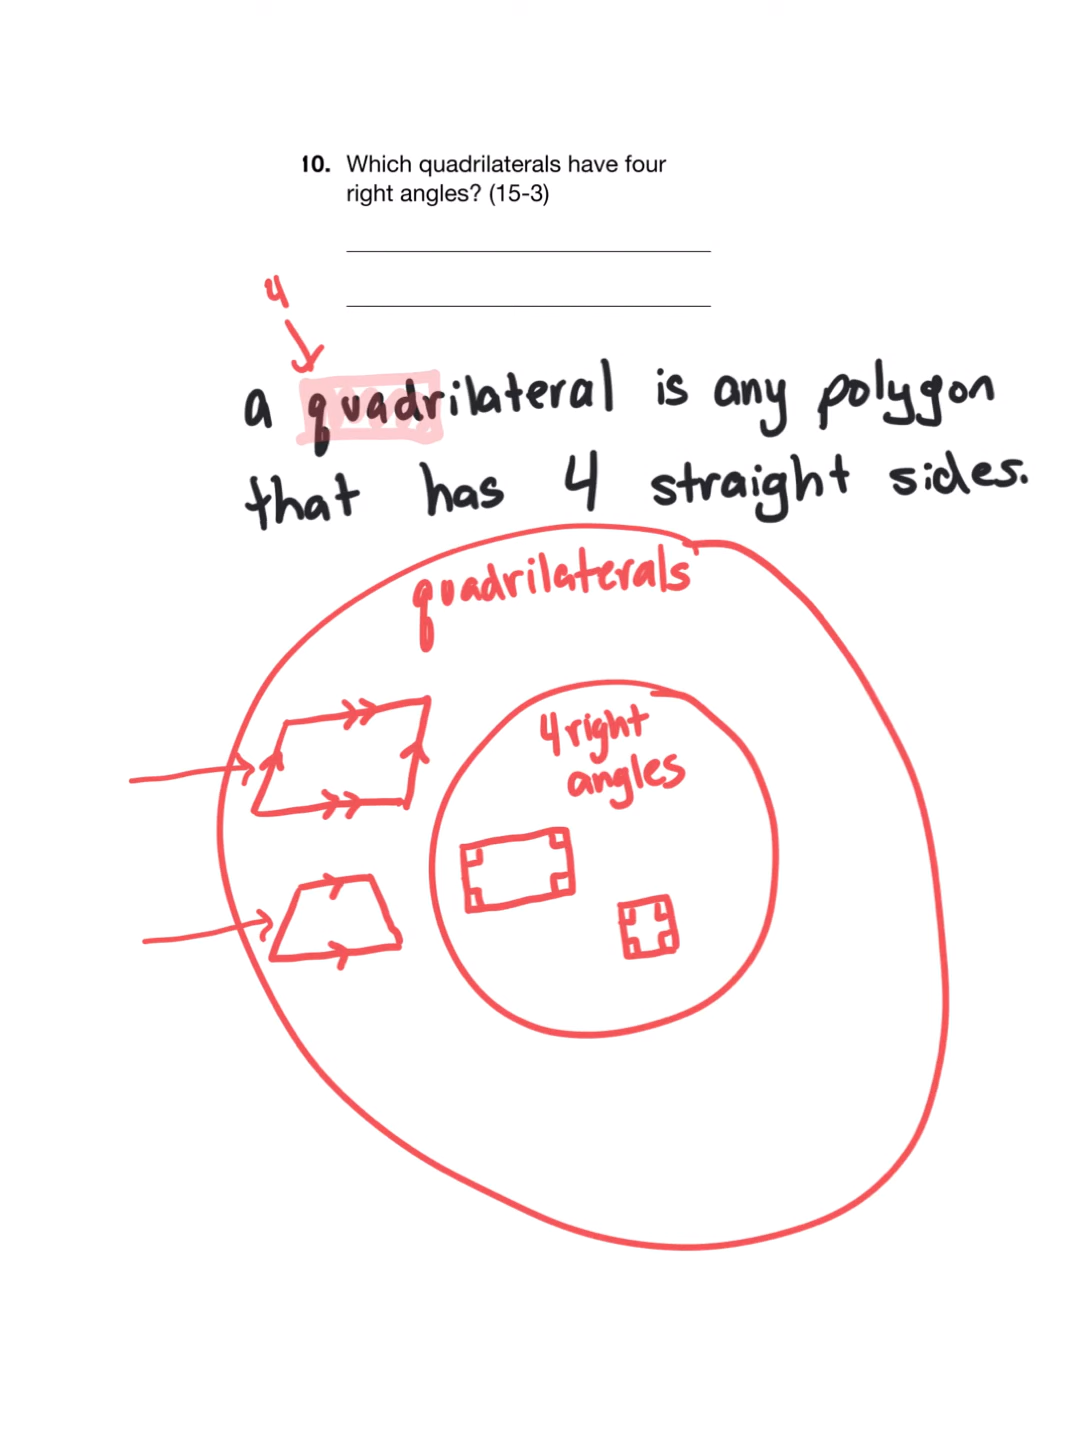 10. Which quadrilaterals have four
right angles? (15-3)
4
a quadrilateral is any polygon
that has 4 straight sides.
quadrilaterals
4 right
angles